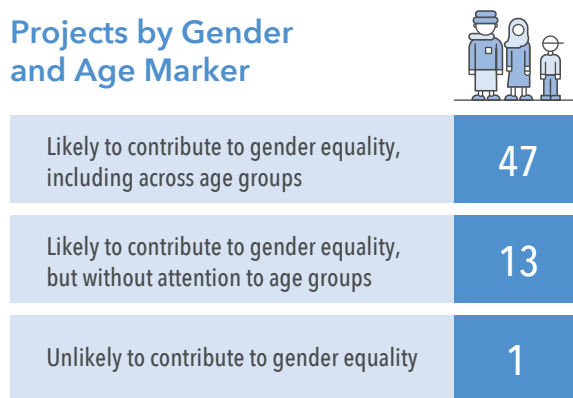 Projects by Gender
and Age Marker
Likely to contribute to gender equality,
including across age groups
47
Likely to contribute to gender equality,
but without attention to age groups
13
Unlikely to contribute to gender equality
1